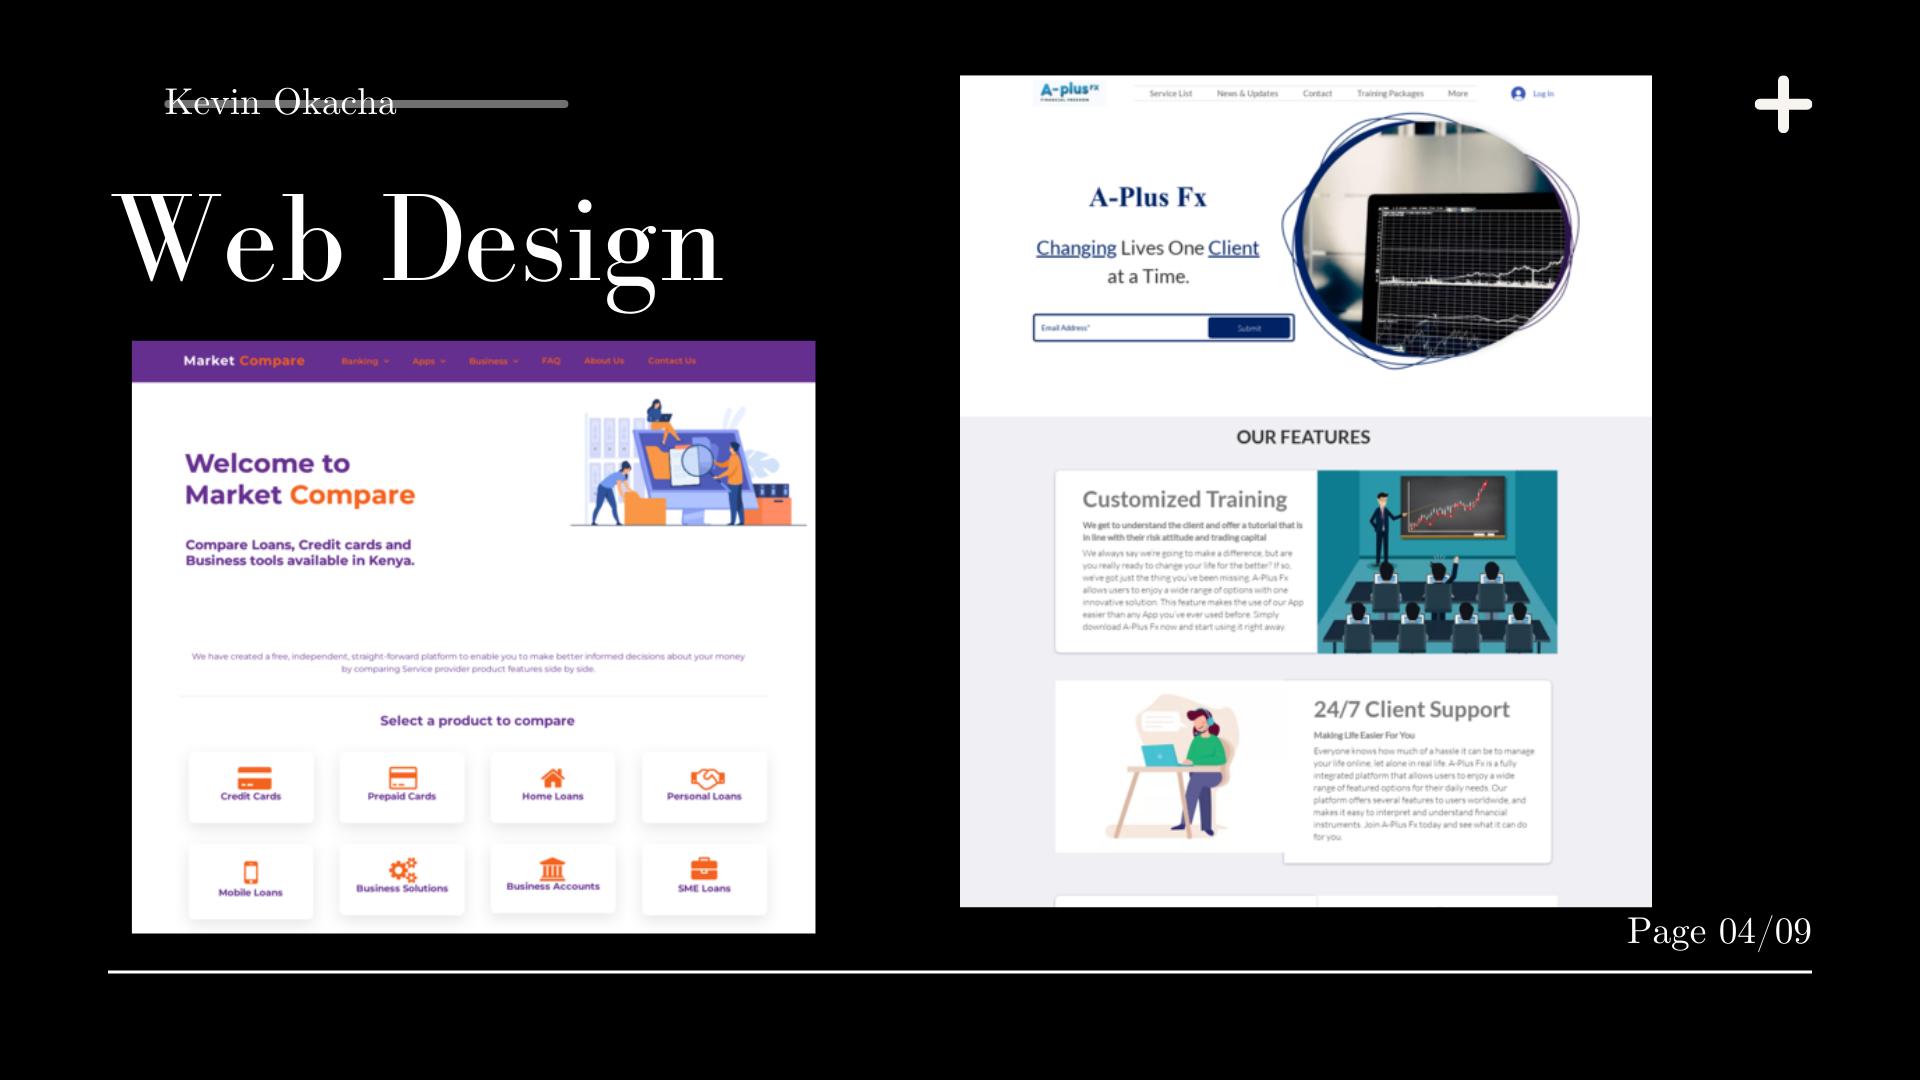 Kevin Okacha
Web Design
Market Compare
Banking
Apps
Business
FAQ
About Us
Contact Us
Welcome to
Market Compare
Compare Loans, Credit cards and
Business tools available in Kenya.
We have created a free, independent, straight-forward platform to enable you to make better informed decisions about your money
by comparing Service provider product features side by side.
Select a product to compare
Credit Cards
Prepaid Cards
Home Loans
Personal Loans
Mobile Loans
Business Solutions
Business Accounts
SME Loans
A-plus FX
FINANCIAL FREEDOM
Service List
News & Updates
Contact
Training Packages
More
Log In
A-Plus Fx
Changing Lives One Client
at a Time.
Email Address*
Submit
OUR FEATURES
Customized Training
We get to understand the client and offer a tutorial that is
in line with their risk attitude and trading capital
We always say we're going to make a difference, but are
you really ready to change your life for the better? If so,
we've got just the thing you've been missing. A-Plus Fx
allows users to enjoy a wide range of options with one
innovative solution. This feature makes the use of our App
easier than any App you've ever used before. Simply
download A-Plus Fx now and start using it right away.
24/7 Client Support
Making Life Easier For You
Everyone knows how much of a hassle it can be to manage
your life online, let alone in real life. A-Plus Fx is a fully
integrated platform that allows users to enjoy a wide
range of featured options for their daily needs. Our
platform offers several features to users worldwide, and
makes it easy to interpret and understand financial
instruments. Join A-Plus Fx today and see what it can do
for you.
Page 04/09